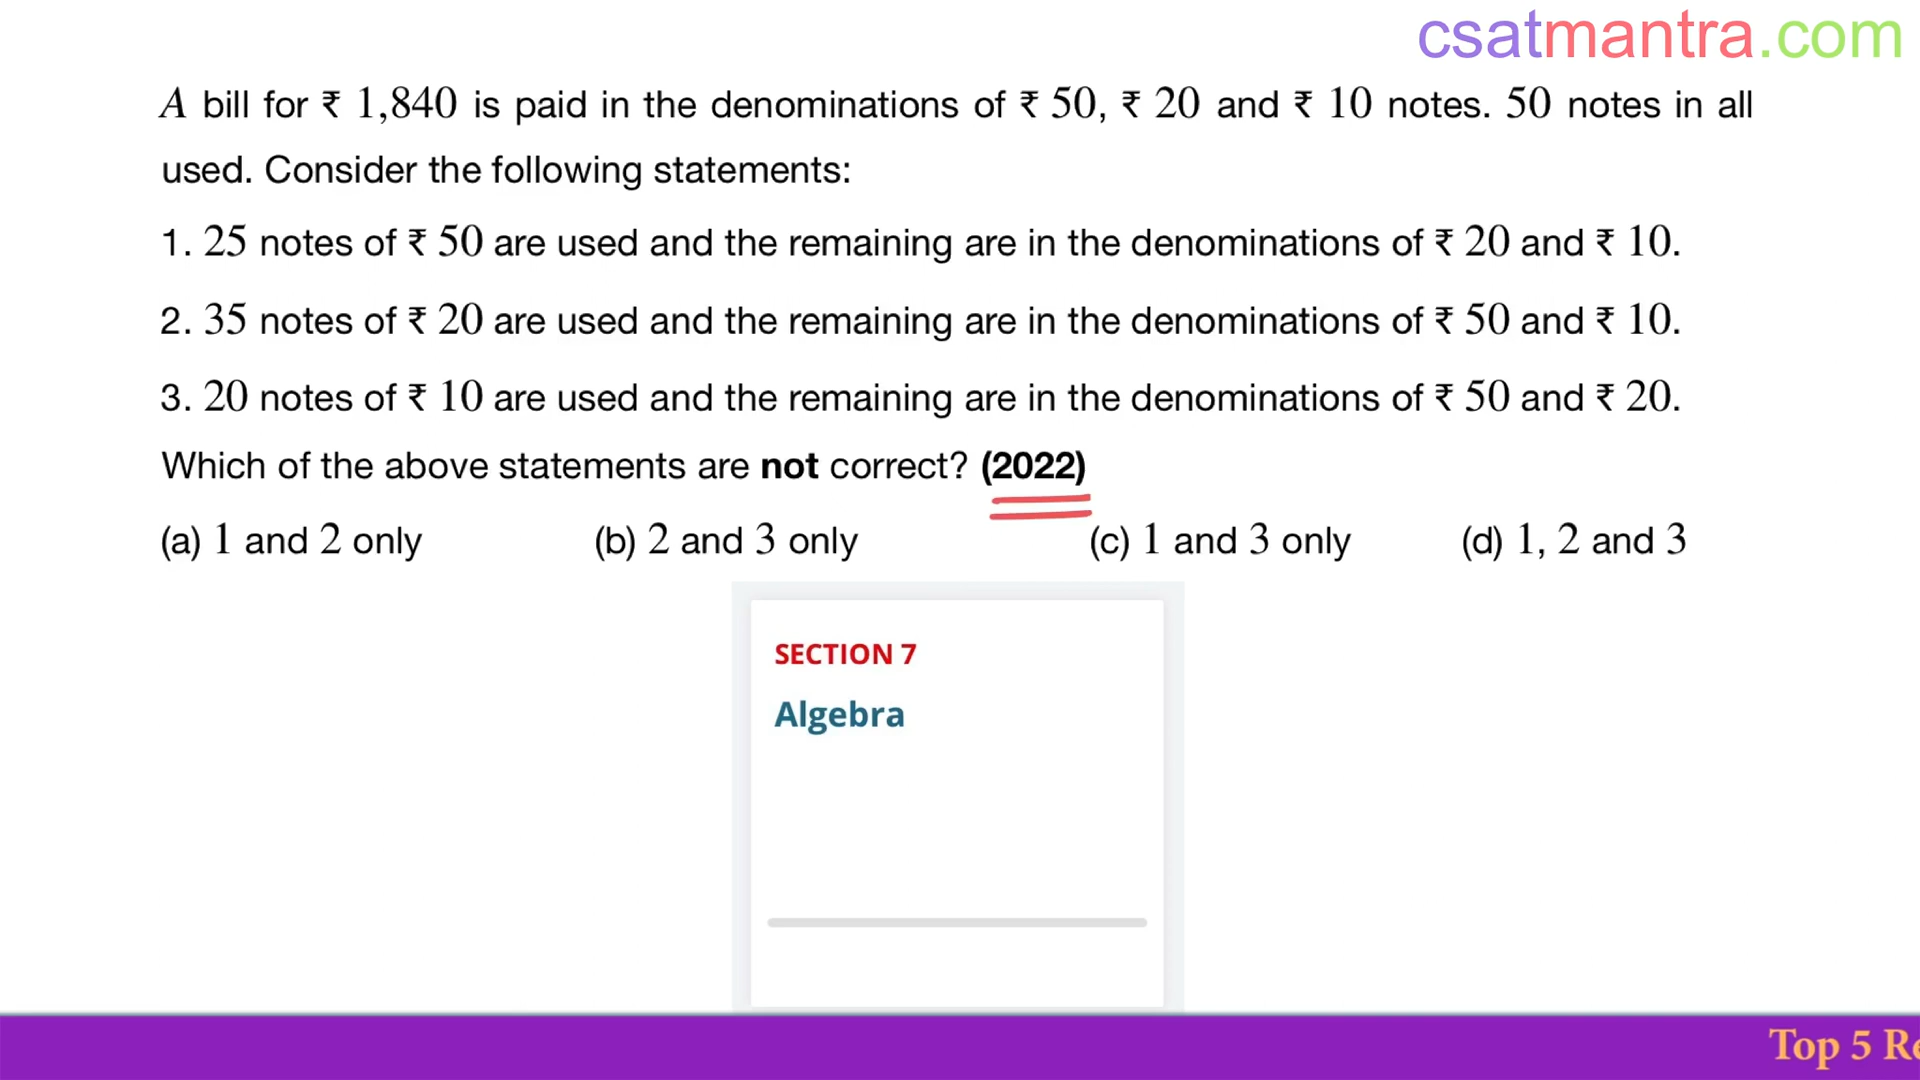 csatmantra.com
A bill for ₹ 1,840 is paid in the denominations of ₹ 50, ₹ 20 and ₹ 10 notes. 50 notes in all
used. Consider the following statements:
1. 25 notes of ₹ 50 are used and the remaining are in the denominations of ₹ 20 and ₹ 10.
2. 35 notes of ₹ 20 are used and the remaining are in the denominations of ₹ 50 and ₹ 10.
3. 20 notes of ₹ 10 are used and the remaining are in the denominations of ₹ 50 and ₹ 20.
Which of the above statements are not correct? (2022)
(a) 1 and 2 only (b) 2 and 3 only (c) 1 and 3 only (d) 1, 2 and 3
SECTION 7
Algebra
Top 5